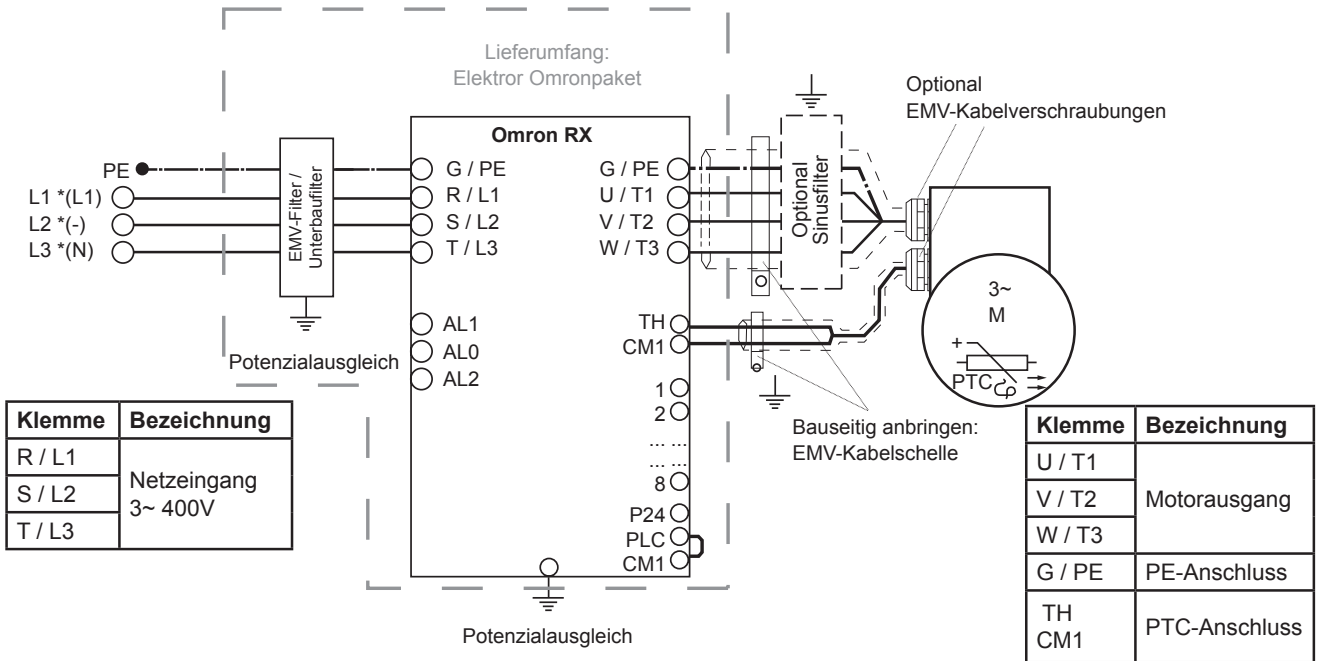 Lieferumfang:
Elektror Omronpaket
Optional
EMV-Kabelverschraubungen
Omron RX
PE
L1 *(L1)
L2 *(-)
L3 *(N)
EMV-Filter /
Unterbaufilter
G / PE
R / L1
S / L2
T / L3
G / PE
U / T1
V / T2
W / T3
Optional
Sinusfilter
3~
M
+
PTC
AL1
AL0
AL2
TH
CM1
1
2
... ...
... ...
8
P24
PLC
CM1
Potenzialausgleich
Potenzialausgleich
Bauseitig anbringen:
EMV-Kabelschelle
Klemme Bezeichnung
R / L1
S / L2
T / L3
Netzeingang
3~ 400V
Klemme Bezeichnung
U / T1
V / T2
W / T3
Motorausgang
G / PE PE-Anschluss
TH
CM1
PTC-Anschluss